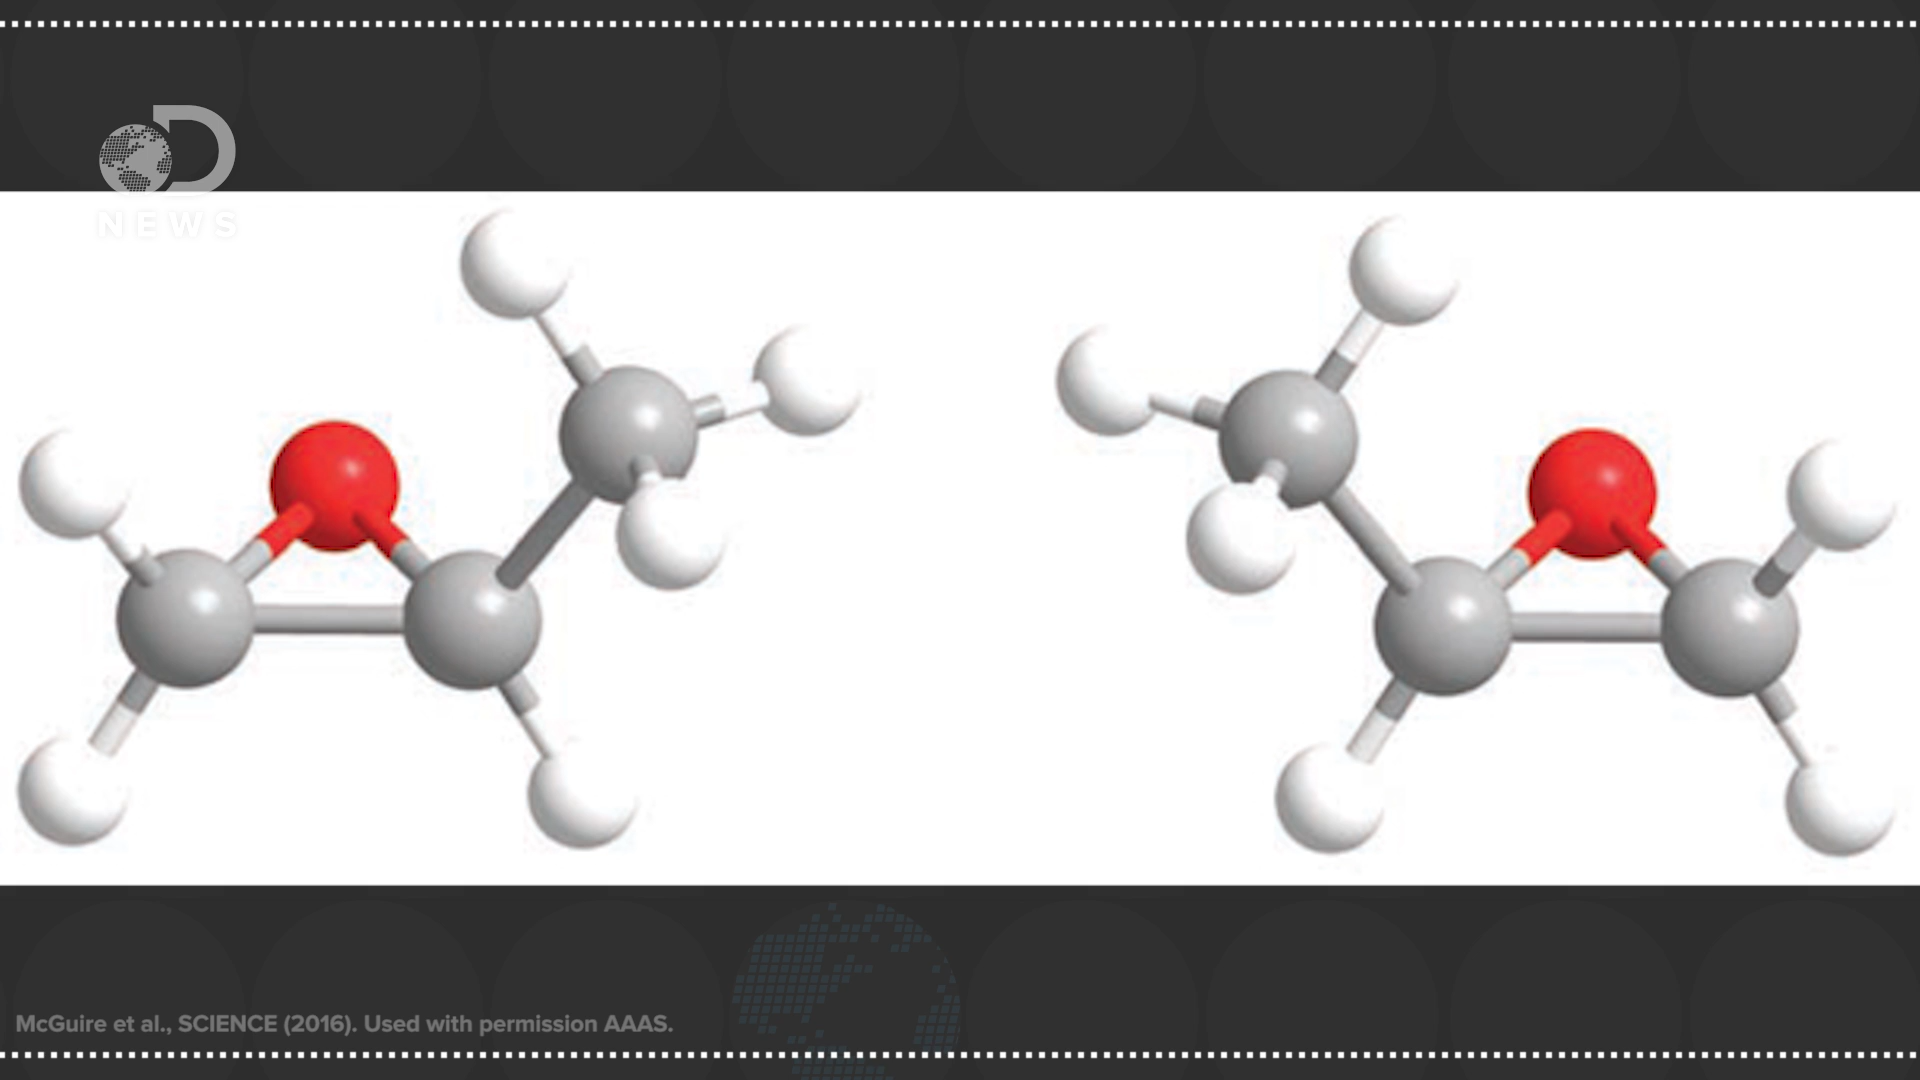 NEWS
McGuire et al., SCIENCE (2016). Used with permission AAAS.